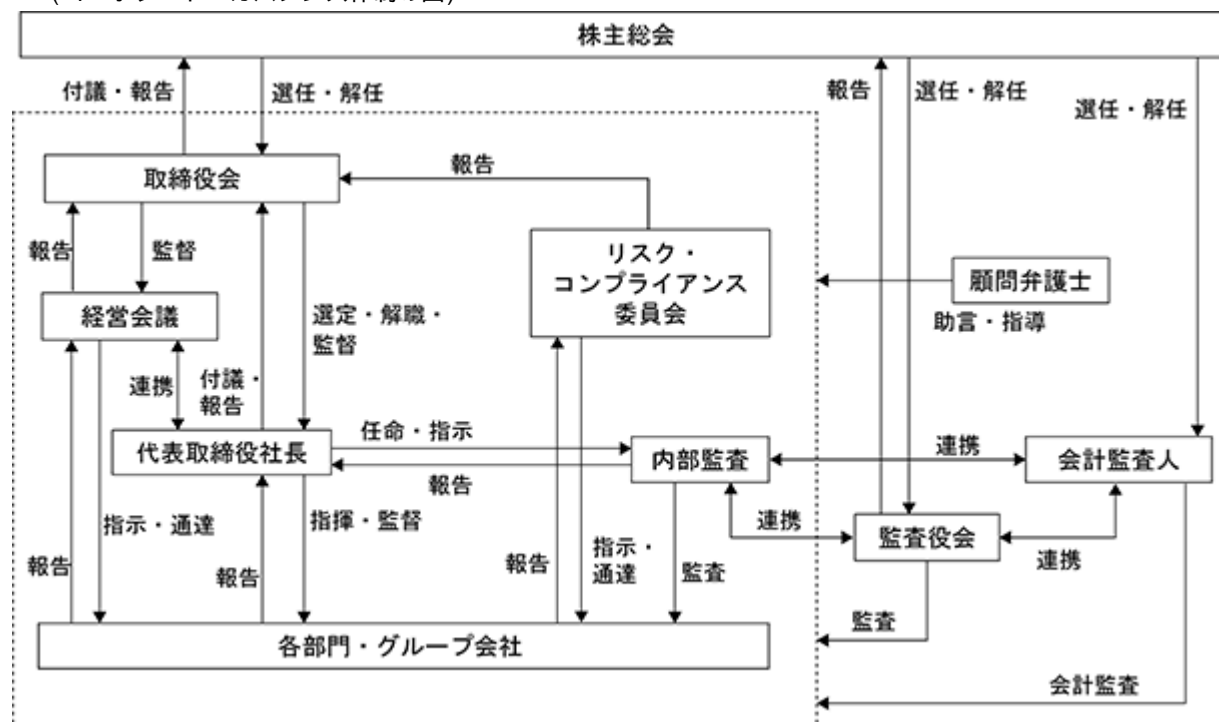 株主総会
付議・報告
選任・解任
報告
選任・解任
選任・解任
取締役会
報告
報告
監督
リスク・
コンプライアンス
委員会
顧問弁護士
助言・指導
経営会議
選定・解職・
監督
連携
付議・
報告
代表取締役社長
任命・指示
報告
内部監査
連携
会計監査人
指示・通達
指揮・監督
連携
監査役会
連携
報告
報告
報告
指示・
通達
監査
監査
各部門・グループ会社
会計監査